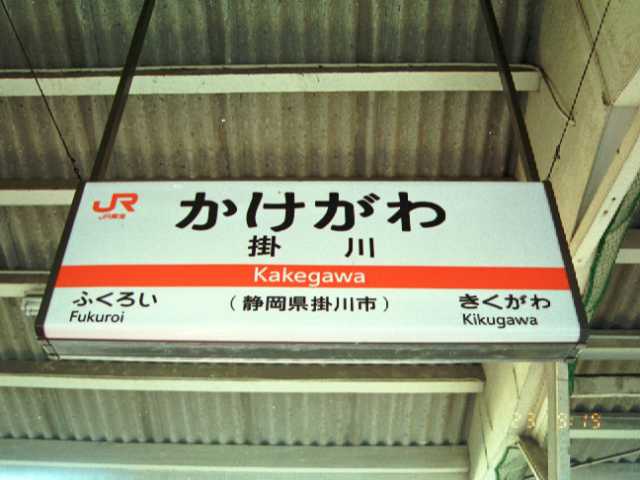 JR
JR東海
かけがわ
掛 川
Kakegawa
ふくろい
Fukuroi
（静岡県掛川市）
きくがわ
Kikugawa